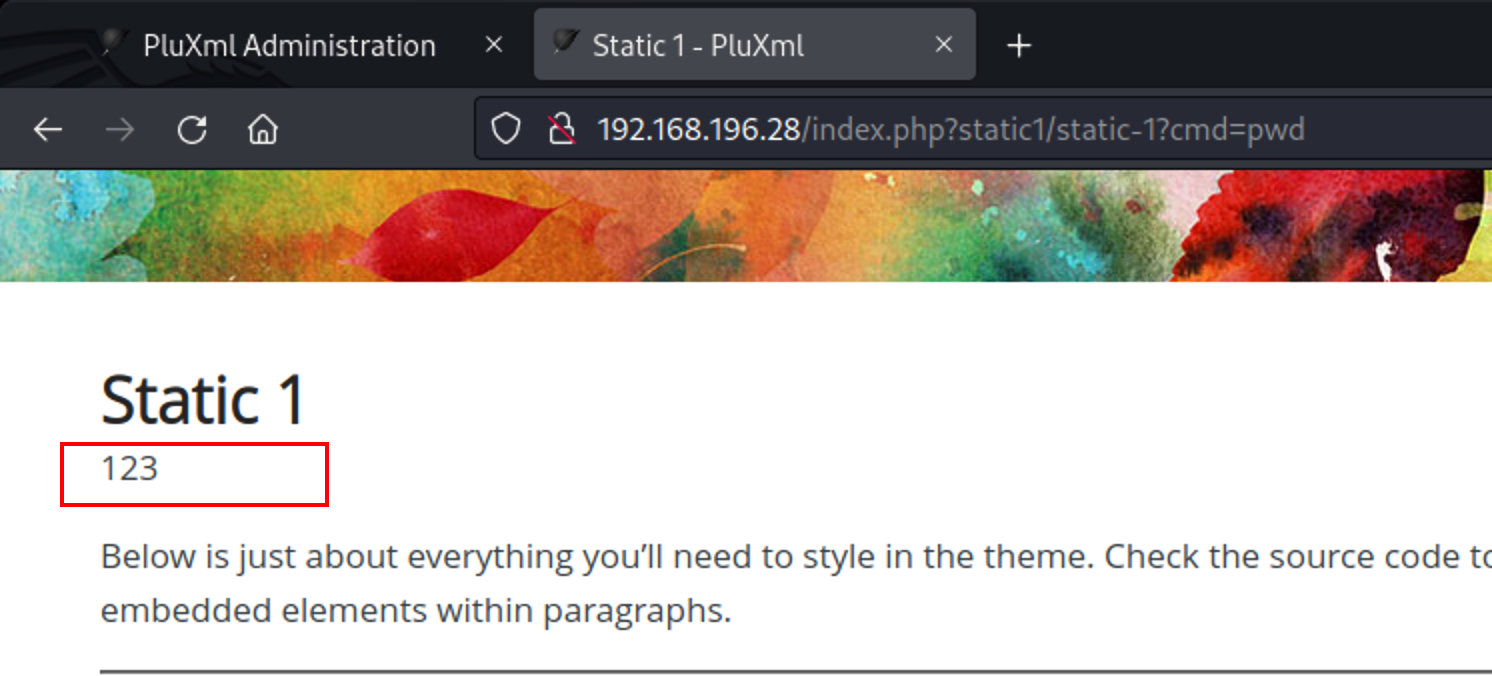 PluXml Administration
Static 1 - PluXml
192.168.196.28/index.php?static1/static-1?cmd=pwd
Static 1
123
Below is just about everything you’ll need to style in the theme. Check the source code to
embedded elements within paragraphs.